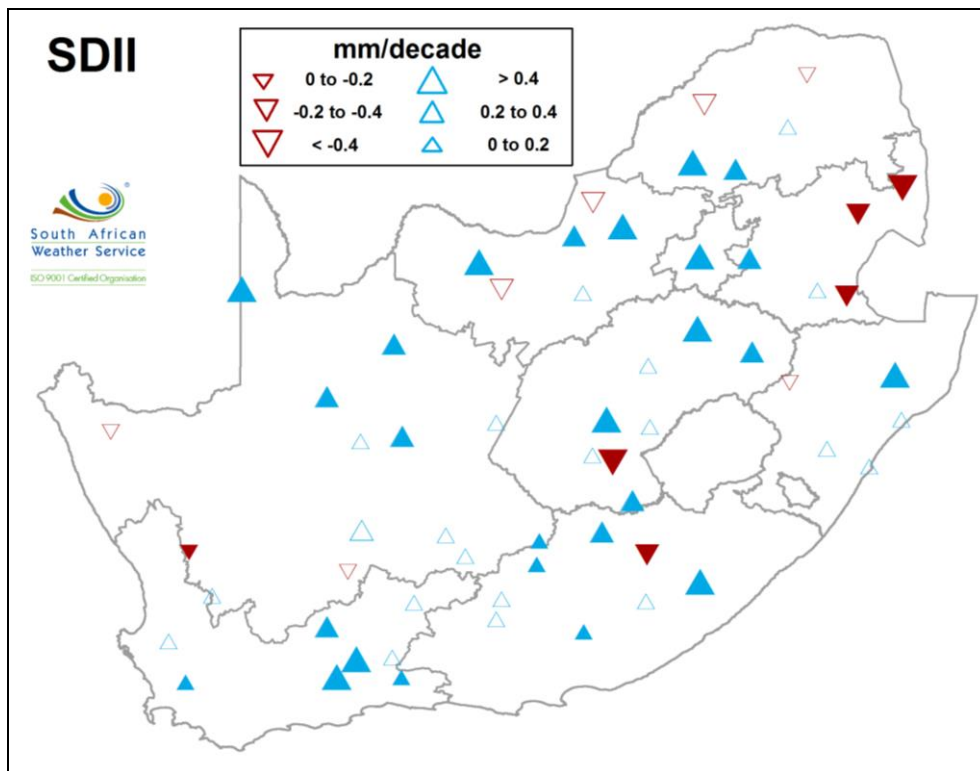 SDII
mm/decade
0 to -0.2
> 0.4
-0.2 to -0.4
0.2 to 0.4
< -0.4
0 to 0.2
®
South African
Weather Service
ISO-9001 Certified Organisation